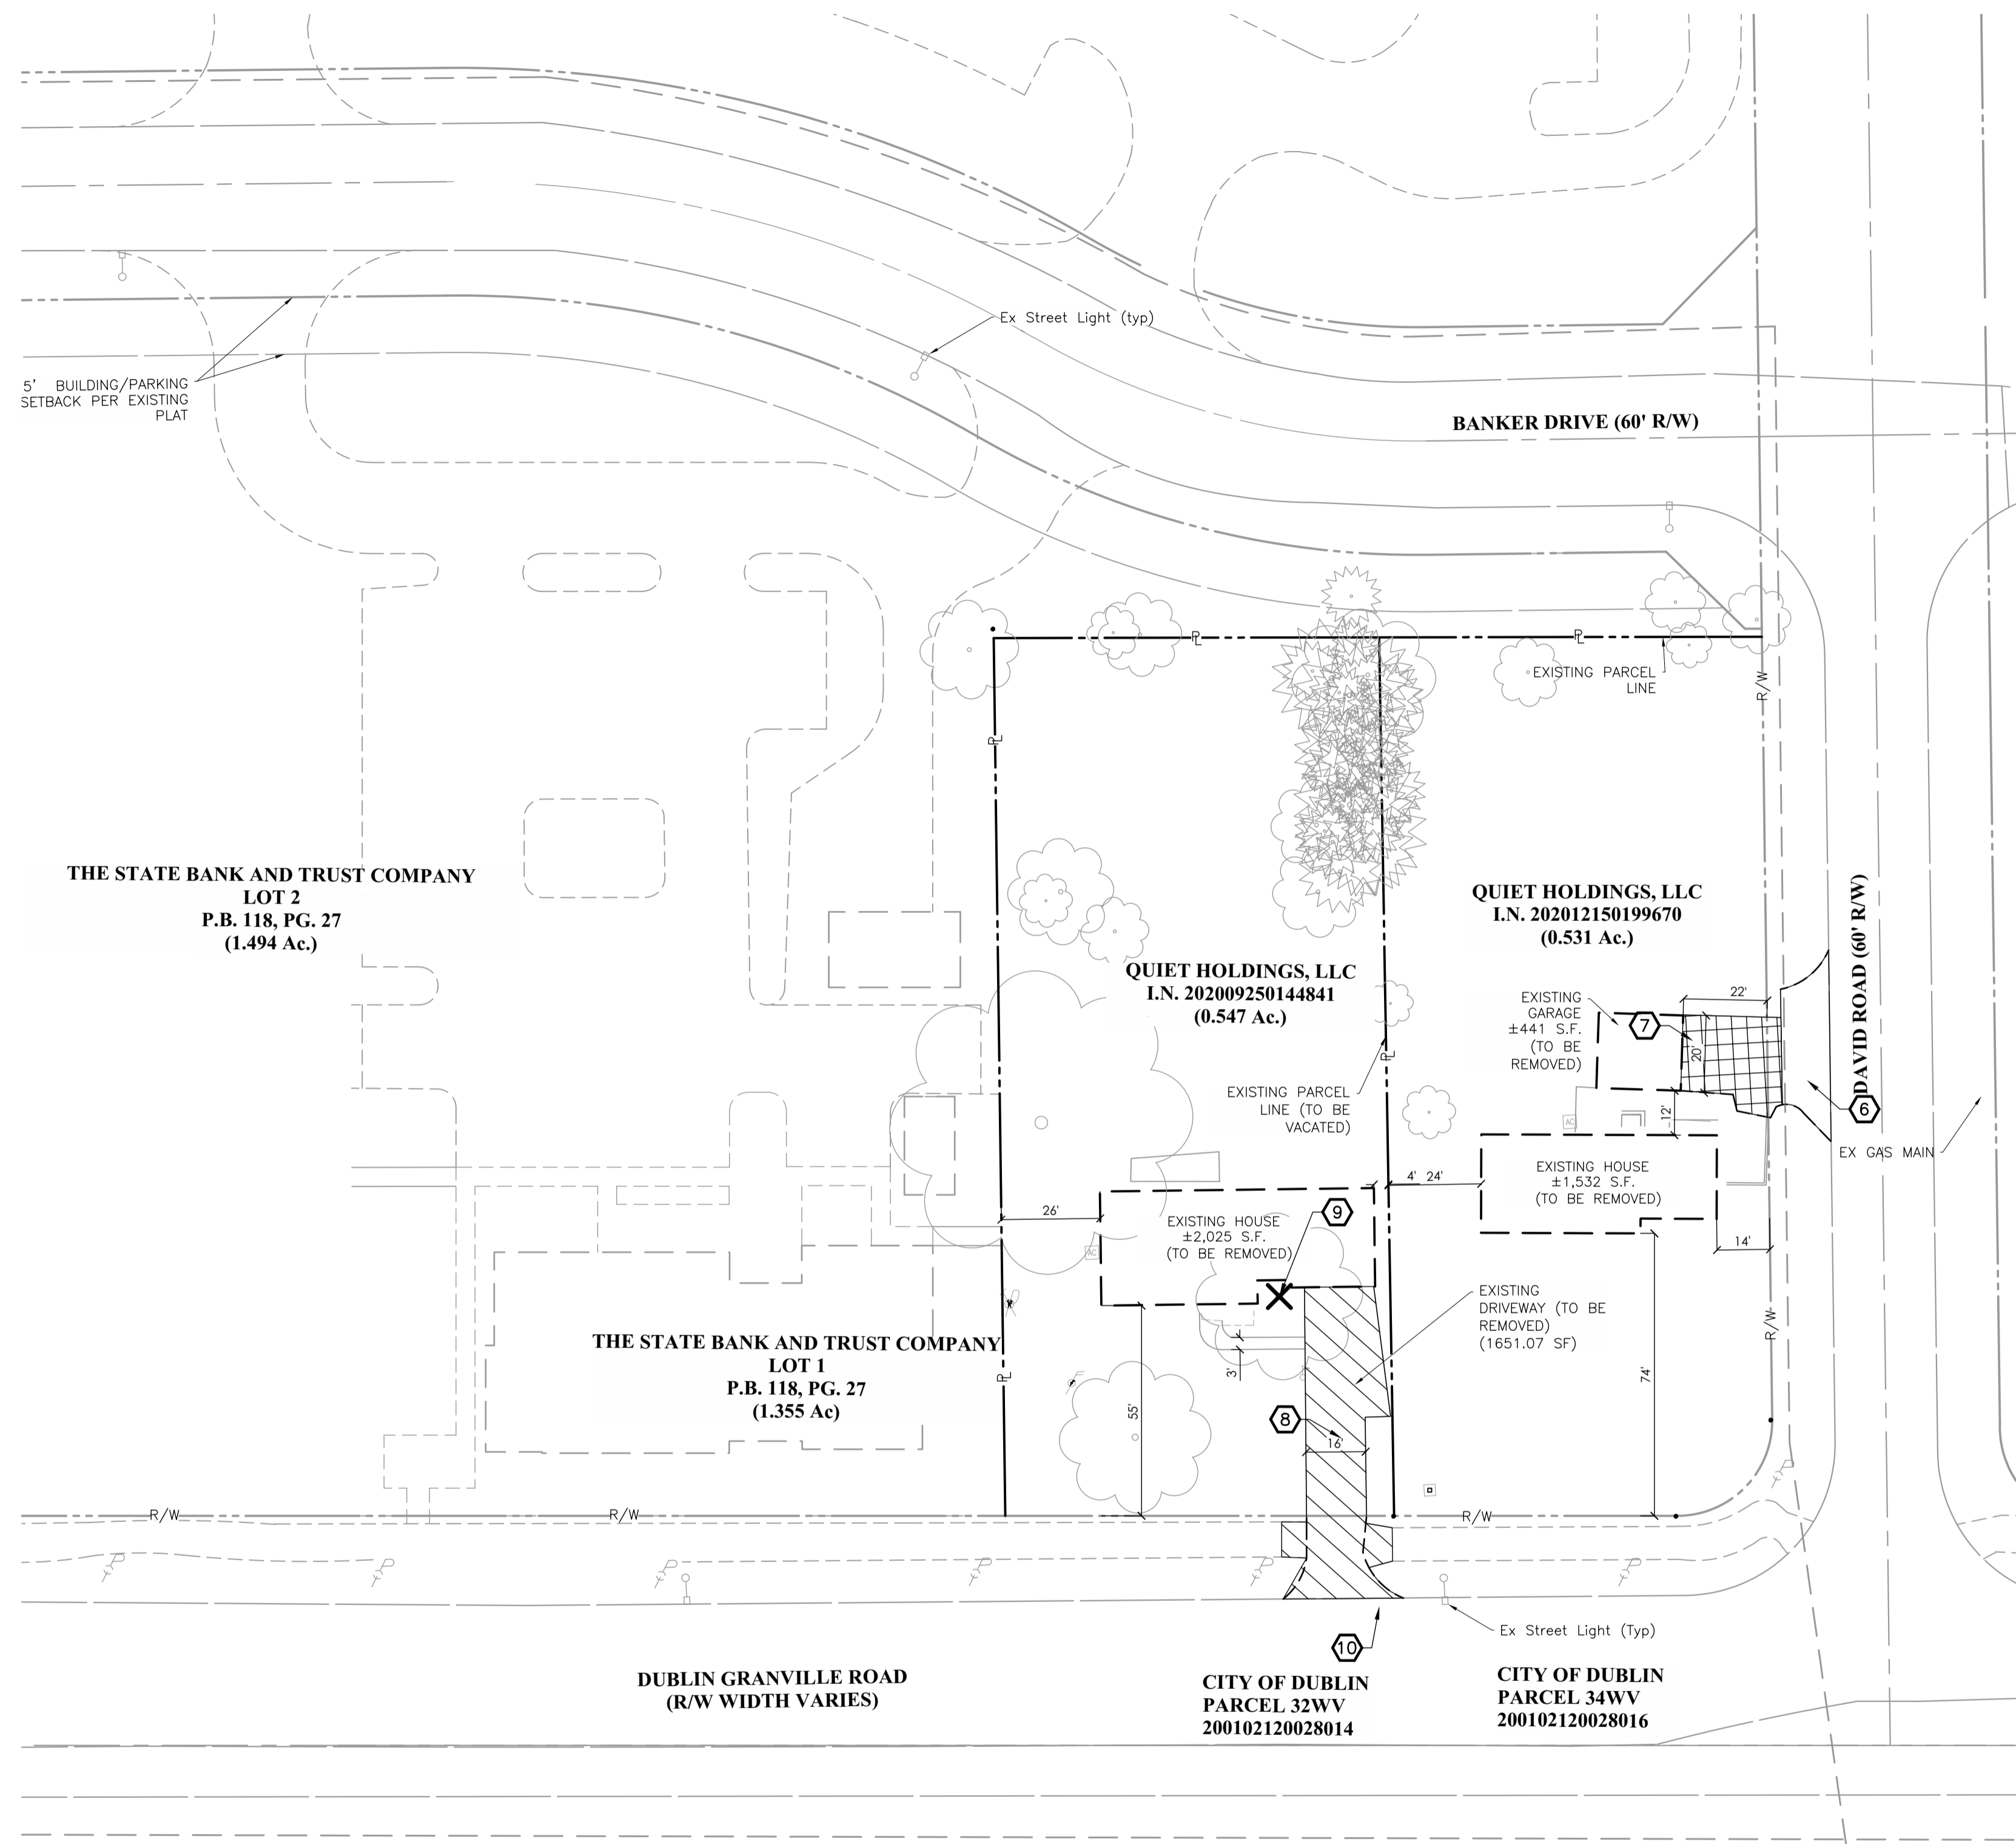 Ex Street Light (typ)
5' BUILDING/PARKING
SETBACK PER EXISTING
PLAT
BANKER DRIVE (60' R/W)
PL
PL
EXISTING PARCEL
LINE
R/W
PL
THE STATE BANK AND TRUST COMPANY
LOT 2
P.B. 118, PG. 27
(1.494 Ac.)
QUIET HOLDINGS, LLC
I.N. 202012150199670
(0.531 Ac.)
DAVID ROAD (60' R/W)
QUIET HOLDINGS, LLC
I.N. 202009250144841
(0.547 Ac.)
EXISTING
GARAGE
±441 S.F.
(TO BE
REMOVED)
7
22'
20'
6
PL
EXISTING PARCEL
LINE (TO BE
VACATED)
12'
AC
EX GAS MAIN
EXISTING HOUSE
±1,532 S.F.
(TO BE REMOVED)
4' 24'
26'
9
EXISTING HOUSE
±2,025 S.F.
(TO BE REMOVED)
AC
14'
EXISTING
DRIVEWAY (TO BE
REMOVED)
(1651.07 SF)
R/W
THE STATE BANK AND TRUST COMPANY
LOT 1
P.B. 118, PG. 27
(1.355 Ac)
PL
3'
74'
55'
8
16'
R/W
R/W
R/W
Ex Street Light (Typ)
10
DUBLIN GRANVILLE ROAD
(R/W WIDTH VARIES)
CITY OF DUBLIN
PARCEL 32WV
200102120028014
CITY OF DUBLIN
PARCEL 34WV
200102120028016